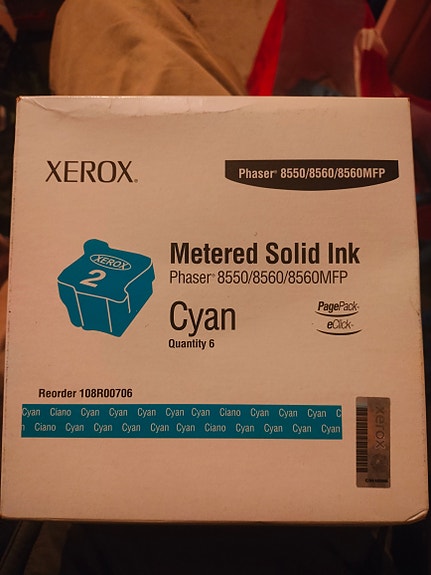 XEROX®
Phaser® 8550/8560/8560MFP
XEROX
2
Metered Solid Ink
Phaser® 8550/8560/8560MFP
Cyan
Quantity 6
PagePack
eClick
Reorder 108R00706
Cyan Ciano Cyan Cyan Cyan Cyan Cyan Ciano Cyan Cyan Cyan C
n Ciano Cyan Cyan Cyan Cyan Cyan Ciano Cyan Cyan Cyan
xerox